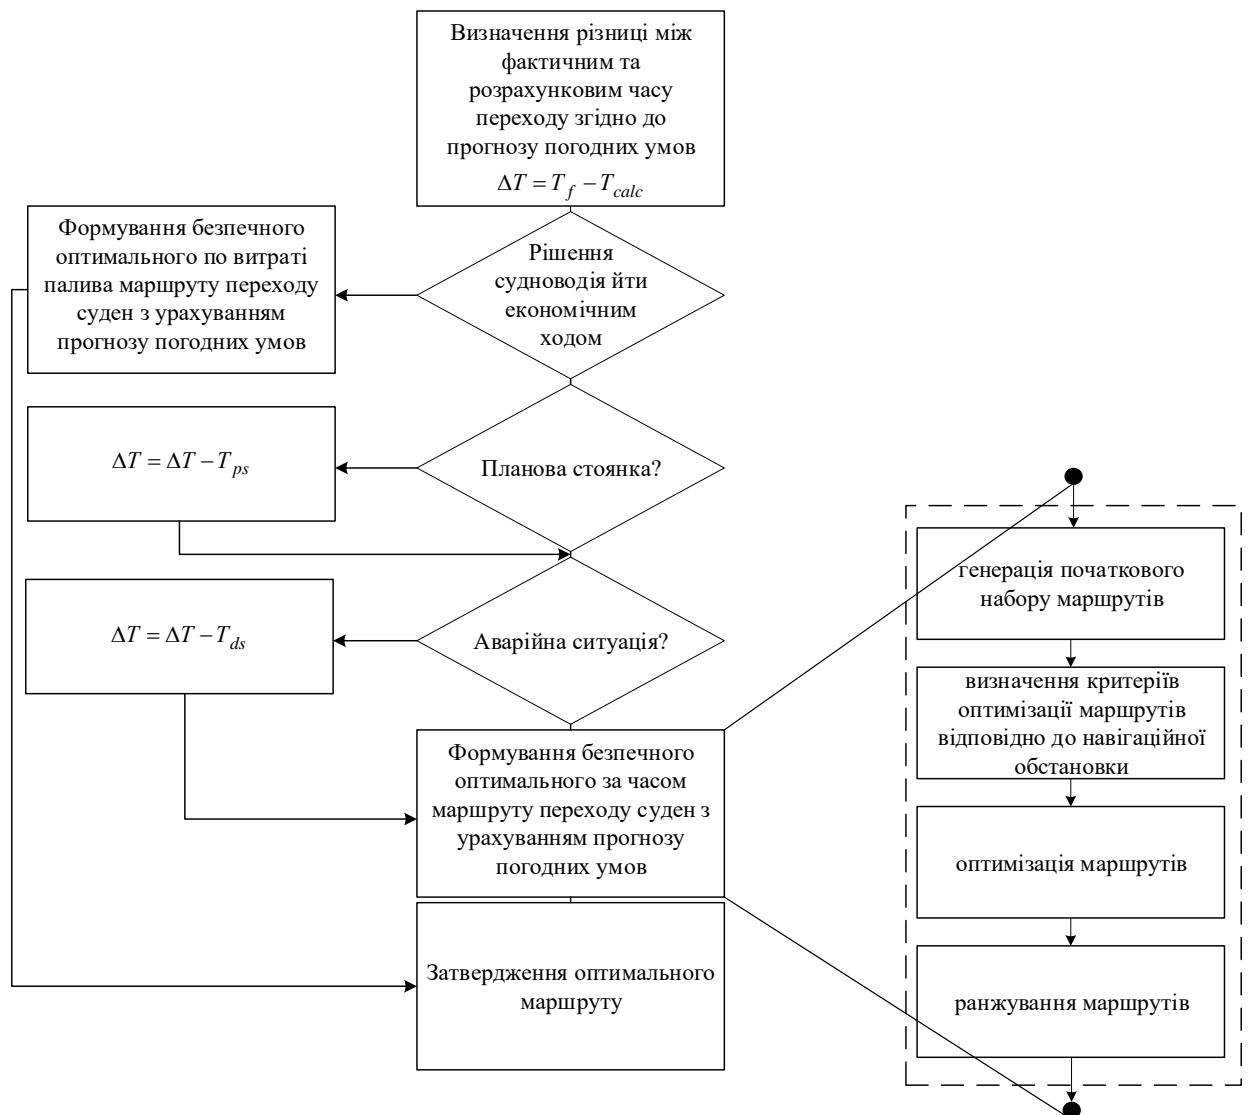 Визначення різниці між
фактичним та
розрахунковим часу
переходу згідно до
прогнозу погодних умов
ΔT = T_f − T_calc
Формування безпечного
оптимального по витраті
палива маршруту переходу
суден з урахуванням
прогнозу погодних умов
Рішення
судноводія йти
економічним
ходом
ΔT = ΔT − T_ps
Планова стоянка?
ΔT = ΔT − T_ds
Аварійна ситуація?
Формування безпечного
оптимального за часом
маршруту переходу суден з
урахуванням прогнозу
погодних умов
Затвердження оптимального
маршруту
генерація початкового
набору маршрутів
визначення критеріїв
оптимізації маршрутів
відповідно до навігаційної
обстановки
оптимізація маршрутів
ранжування маршрутів